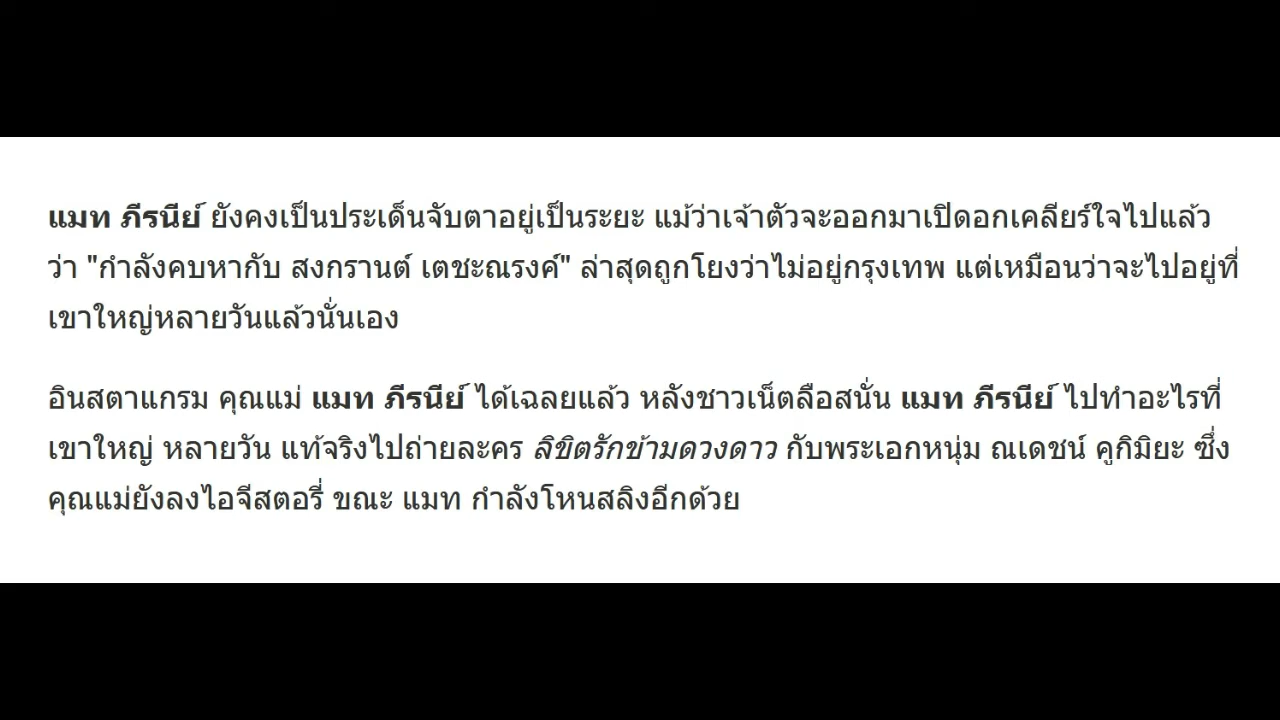 แมท ภีรนีย์ ยังคงเป็นประเด็นจับตาอยู่เป็นระยะ แม้ว่าเจ้าตัวจะออกมาเปิดอกเคลียร์ใจไปแล้ว
ว่า "กำลังคบหากับ สงกรานต์ เตชะณรงค์" ล่าสุดถูกโยงว่าไม่อยู่กรุงเทพ แต่เหมือนว่าจะไปอยู่ที่
เขาใหญ่หลายวันแล้วนั่นเอง
อินสตาแกรม คุณแม่ แมท ภีรนีย์ ได้เฉลยแล้ว หลังชาวเน็ตลือสนั่น แมท ภีรนีย์ ไปทำอะไรที่
เขาใหญ่ หลายวัน แท้จริงไปถ่ายละคร ลิขิตรักข้ามดวงดาว กับพระเอกหนุ่ม ณเดชน์ คูกิมิยะ ซึ่ง
คุณแม่ยังลงไอจีสตอรี่ ขณะ แมท กำลังโหนสลิงอีกด้วย